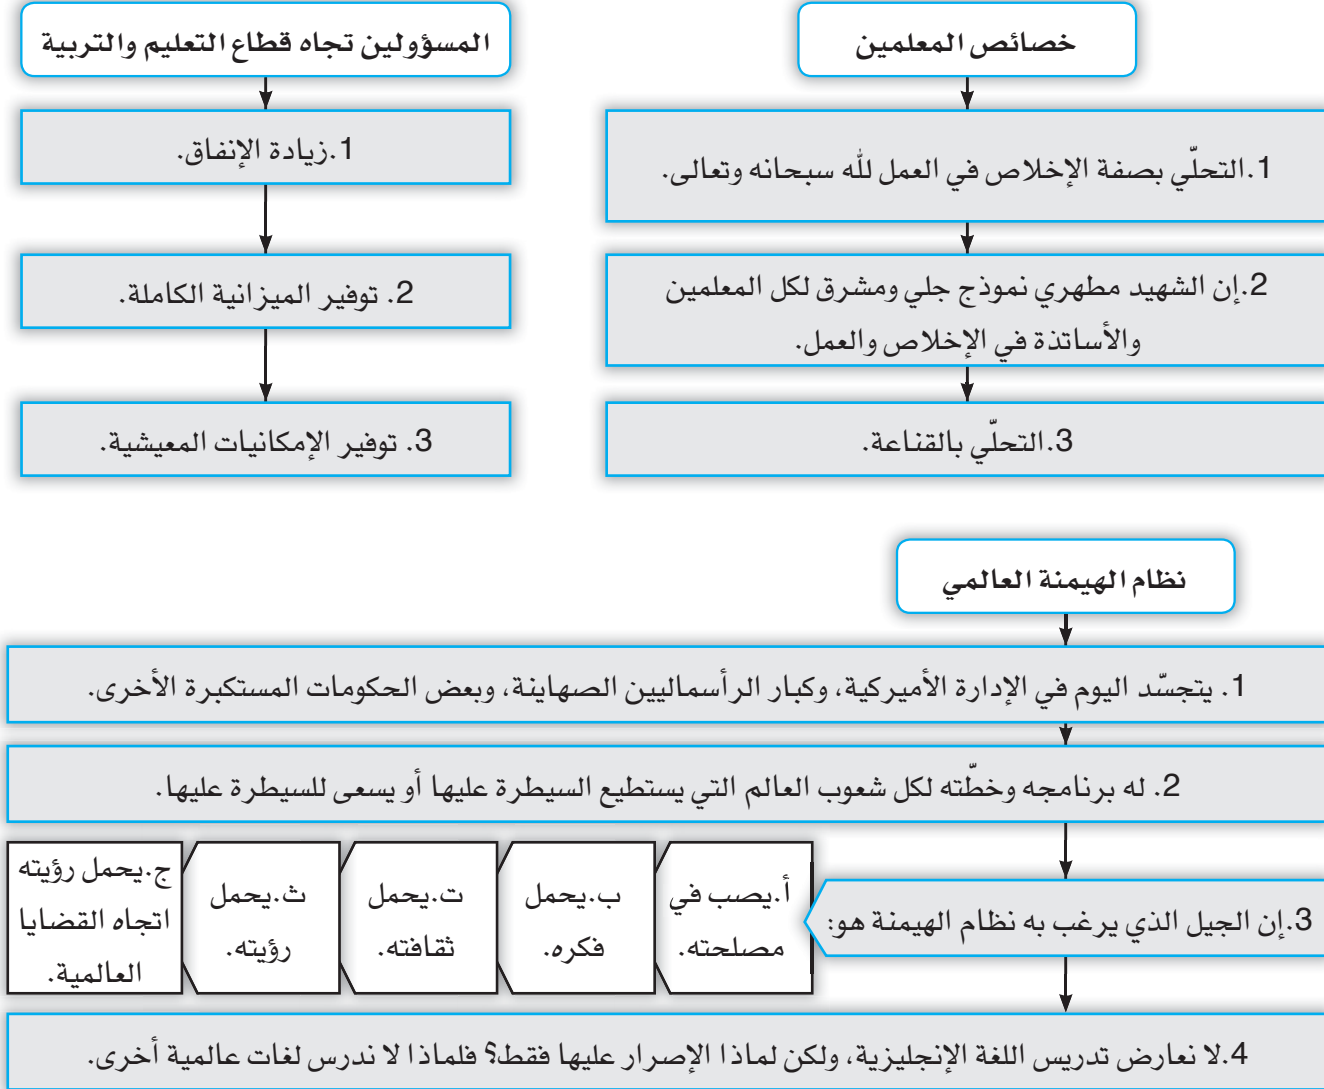 خصائص المعلمين
1.التحلّي بصفة الإخلاص في العمل لله سبحانه وتعالى.
2.إن الشهيد مطهري نموذج جلي ومشرق لكل المعلمين
والأساتذة في الإخلاص والعمل.
3.التحلّي بالقناعة.
المسؤولين تجاه قطاع التعليم والتربية
1.زيادة الإنفاق.
2. توفير الميزانية الكاملة.
3. توفير الإمكانيات المعيشية.
نظام الهيمنة العالمي
1. يتجسّد اليوم في الإدارة الأميركية، وكبار الرأسماليين الصهاينة، وبعض الحكومات المستكبرة الأخرى.
2. له برنامجه وخطّته لكل شعوب العالم التي يستطيع السيطرة عليها أو يسعى للسيطرة عليها.
3.إن الجيل الذي يرغب به نظام الهيمنة هو:
أ.يصب في
مصلحته.
ب.يحمل
فكره.
ت.يحمل
ثقافته.
ث.يحمل
رؤيته.
ج.يحمل رؤيته
اتجاه القضايا
العالمية.
4.لا نعارض تدريس اللغة الإنجليزية، ولكن لماذا الإصرار عليها فقط؟ فلماذا لا ندرس لغات عالمية أخرى.